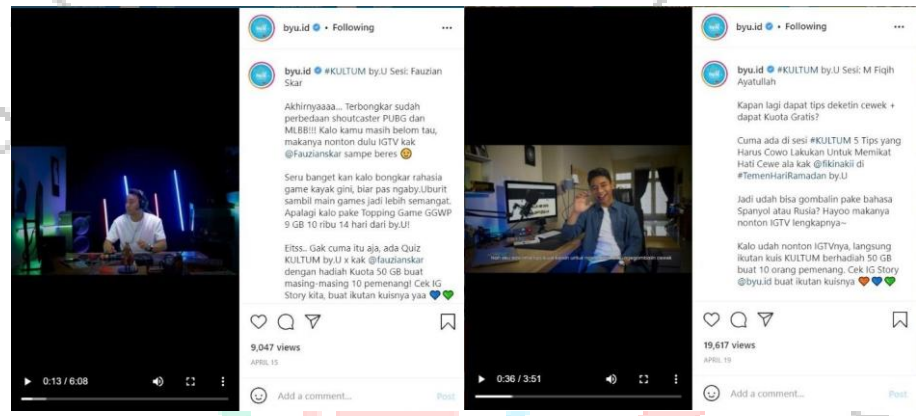 byu.id • Following
byu.id #KULTUM by.U Sesi: Fauzian
Skar
Akhirnyaaaa... Terbongkar sudah
perbedaan shoutcaster PUBG dan
MLBB!!! Kalo kamu masih belom tau,
makanya nonton dulu IGTV kak
@Fauzianskar sampe beres
Seru banget kan kalo bongkar rahasia
game kayak gini, biar pas ngaby.Uburit
sambil main games jadi lebih semangat.
Apalagi kalo pake Topping Game GGWP
9 GB 10 ribu 14 hari dari by.U!
Eitss.. Gak cuma itu aja, ada Quiz
KULTUM by.U x kak @fauzianskar
dengan hadiah Kuota 50 GB buat
masing-masing 10 pemenang! Cek IG
Story kita, buat ikutan kuisnya yaa
9,047 views
APRIL 15
0:13 / 6:08
Add a comment...
Post
byu.id • Following
byu.id #KULTUM by.U Sesi: M Fiqih
Ayatullah
Kapan lagi dapat tips deketin cewek +
dapat Kuota Gratis?
Cuma ada di sesi #KULTUM 5 Tips yang
Harus Cowo Lakukan Untuk Memikat
Hati Cewe ala kak @fikinakii di
#TemenHariRamadan by.U
Jadi udah bisa gombalin pake bahasa
Spanyol atau Rusia? Hayoo makanya
nonton IGTV lengkapnya~
Kalo udah nonton IGTVnya, langsung
ikutan kuis KULTUM berhadiah 50 GB
buat 10 orang pemenang. Cek IG Story
@byu.id buat ikutan kuisnya
19,617 views
APRIL 19
0:36 / 3:51
Add a comment...
Post